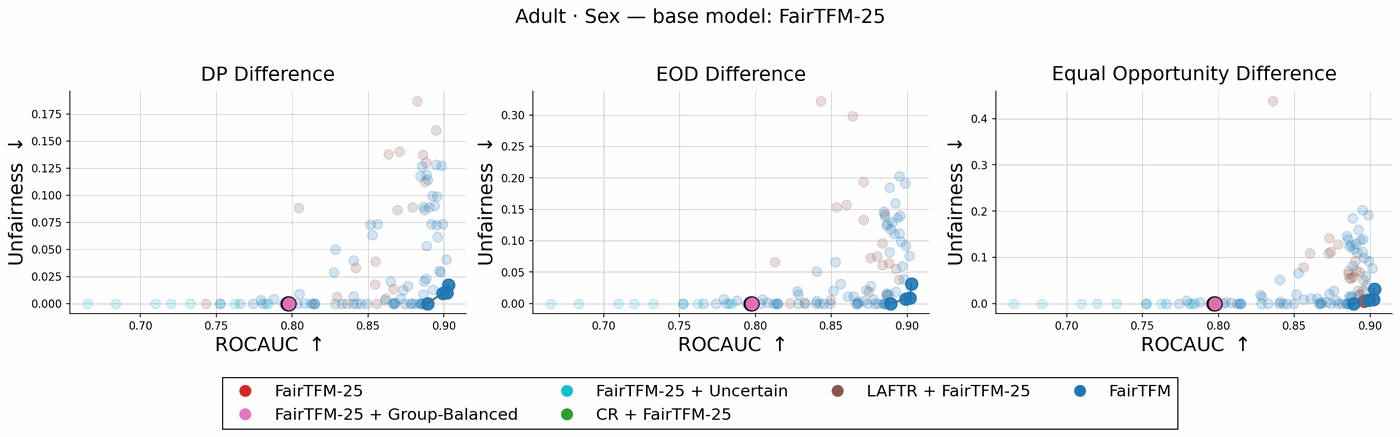 Adult · Sex — base model: FairTFM-25
DP Difference
EOD Difference
Equal Opportunity Difference
Unfairness ↓
0.175
0.150
0.125
0.100
0.075
0.050
0.025
0.000
0.70 0.75 0.80 0.85 0.90
ROCAUC ↑
Unfairness ↓
0.30
0.25
0.20
0.15
0.10
0.05
0.00
0.70 0.75 0.80 0.85 0.90
ROCAUC ↑
Unfairness ↓
0.4
0.3
0.2
0.1
0.0
0.70 0.75 0.80 0.85 0.90
ROCAUC ↑
FairTFM-25 FairTFM-25 + Uncertain LAFTR + FairTFM-25 FairTFM
FairTFM-25 + Group-Balanced CR + FairTFM-25